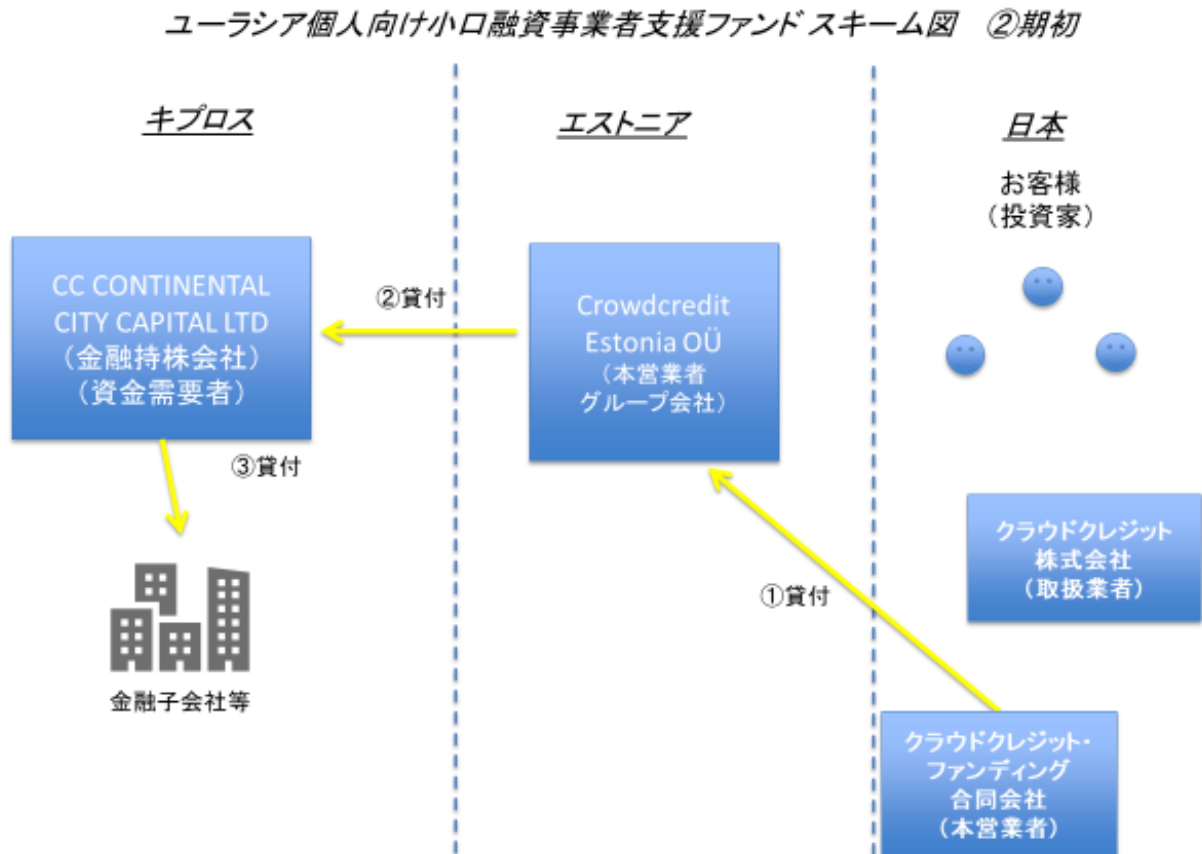 ユーラシア個人向け小口融資事業者支援ファンド スキーム図　②期初
キプロス
エストニア
日本
お客様
（投資家）
CC CONTINENTAL
CITY CAPITAL LTD
（金融持株会社）
（資金需要者）
②貸付
Crowdcredit
Estonia OÜ
（本営業者
グループ会社）
③貸付
金融子会社等
①貸付
クラウドクレジット
株式会社
（取扱業者）
クラウドクレジット・
ファンディング
合同会社
（本営業者）